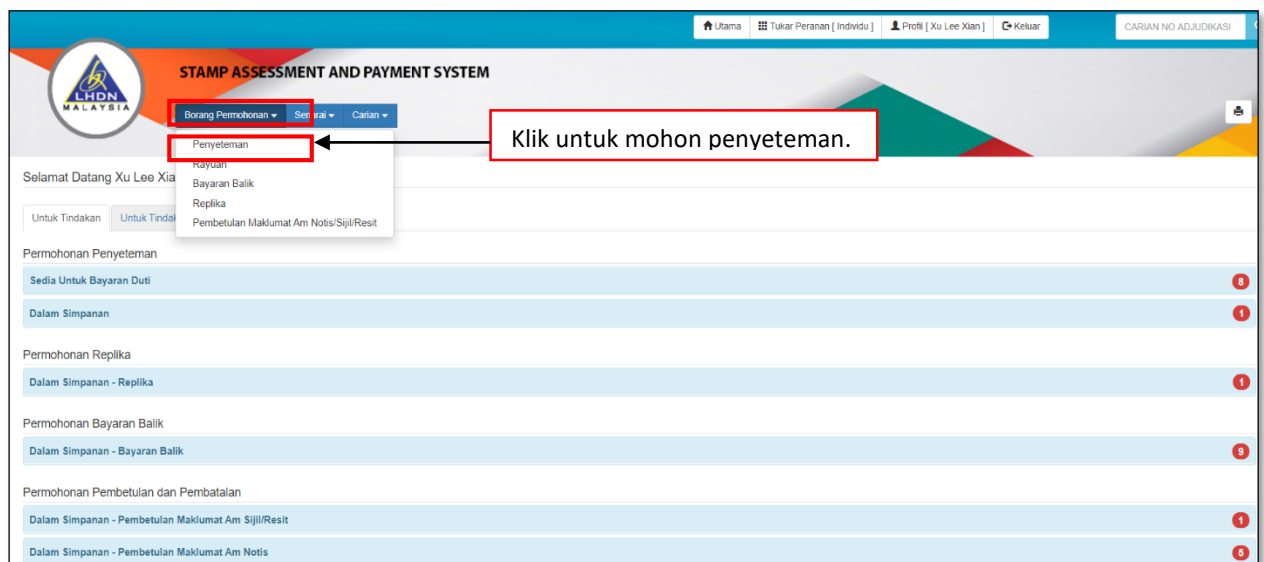 Utama
Tukar Peranan [ Individu ]
Profil [ Xu Lee Xian ]
Keluar
CARIAN NO ADJUDIKASI
LHDN
MALAYSIA
STAMP ASSESSMENT AND PAYMENT SYSTEM
Borang Permohonan
Senarai
Carian
Klik untuk mohon penyeteman.
Penyeteman
Rayuan
Bayaran Balik
Replika
Pembetulan Maklumat Am Notis/Sijil/Resit
Selamat Datang Xu Lee Xia
Untuk Tindakan
Untuk Tindak
Permohonan Penyeteman
Sedia Untuk Bayaran Duti 8
Dalam Simpanan 1
Permohonan Replika
Dalam Simpanan - Replika 1
Permohonan Bayaran Balik
Dalam Simpanan - Bayaran Balik 9
Permohonan Pembetulan dan Pembatalan
Dalam Simpanan - Pembetulan Maklumat Am Sijil/Resit 1
Dalam Simpanan - Pembetulan Maklumat Am Notis 5